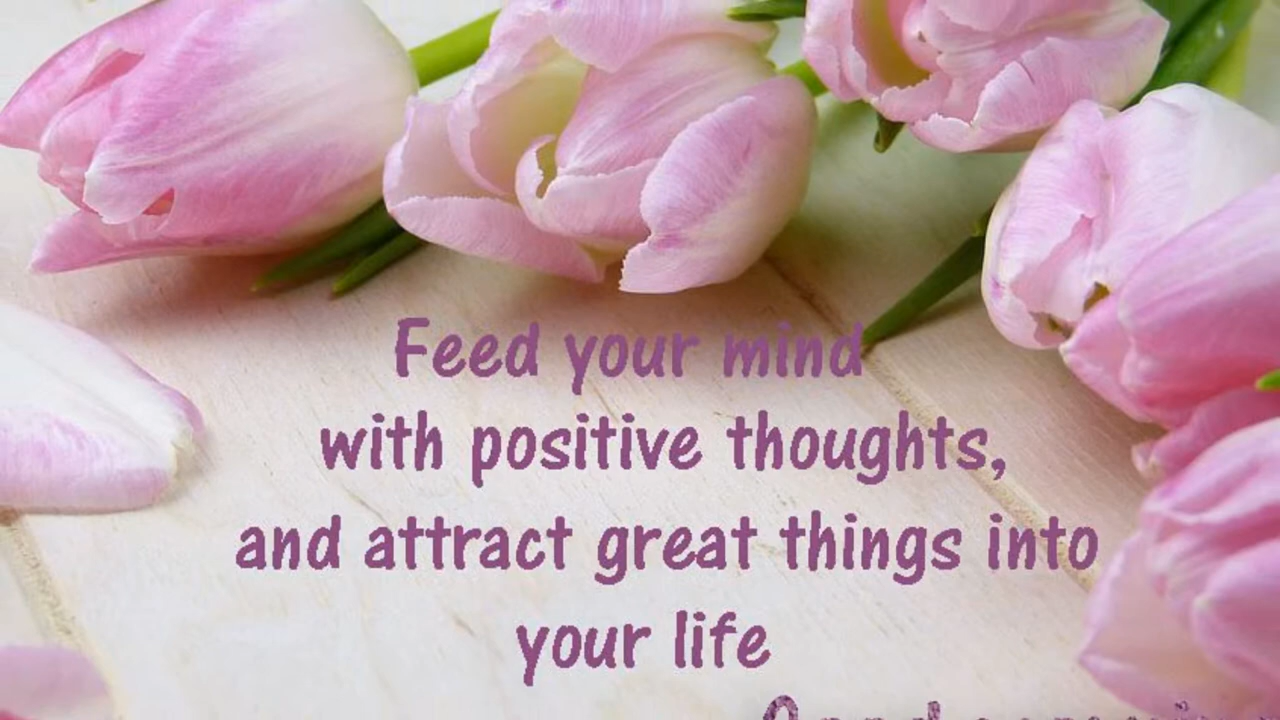 Feed your mind
with positive thoughts,
and attract great things into
your life